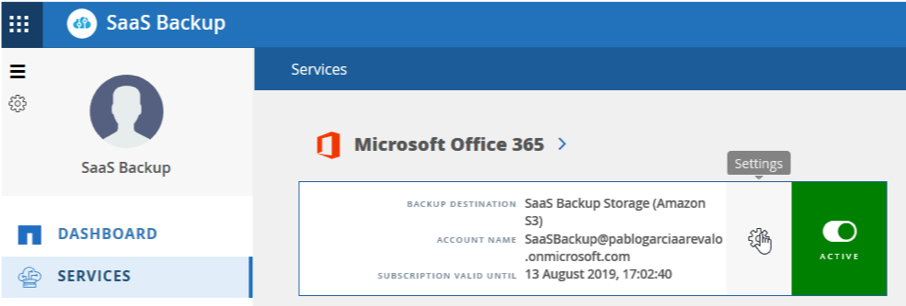 SaaS Backup
Services
SaaS Backup
Microsoft Office 365
Settings
BACKUP DESTINATION SaaS Backup Storage (Amazon
S3)
ACCOUNT NAME SaaSBackup@pablogarciaarevalo
.onmicrosoft.com
SUBSCRIPTION VALID UNTIL 13 August 2019, 17:02:40
ACTIVE
DASHBOARD
SERVICES